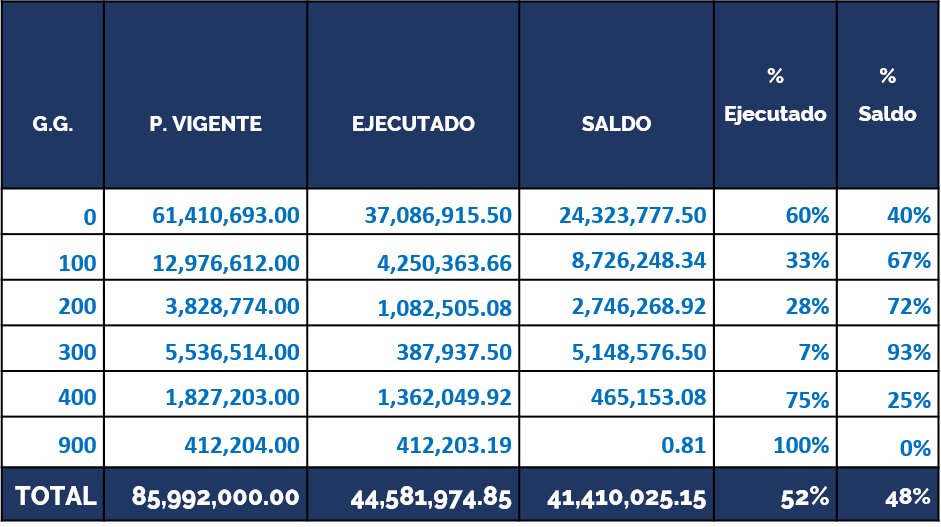 G.G. P. VIGENTE EJECUTADO SALDO % Ejecutado % Saldo
0 61,410,693.00 37,086,915.50 24,323,777.50 60% 40%
100 12,976,612.00 4,250,363.66 8,726,248.34 33% 67%
200 3,828,774.00 1,082,505.08 2,746,268.92 28% 72%
300 5,536,514.00 387,937.50 5,148,576.50 7% 93%
400 1,827,203.00 1,362,049.92 465,153.08 75% 25%
900 412,204.00 412,203.19 0.81 100% 0%
TOTAL 85,992,000.00 44,581,974.85 41,410,025.15 52% 48%